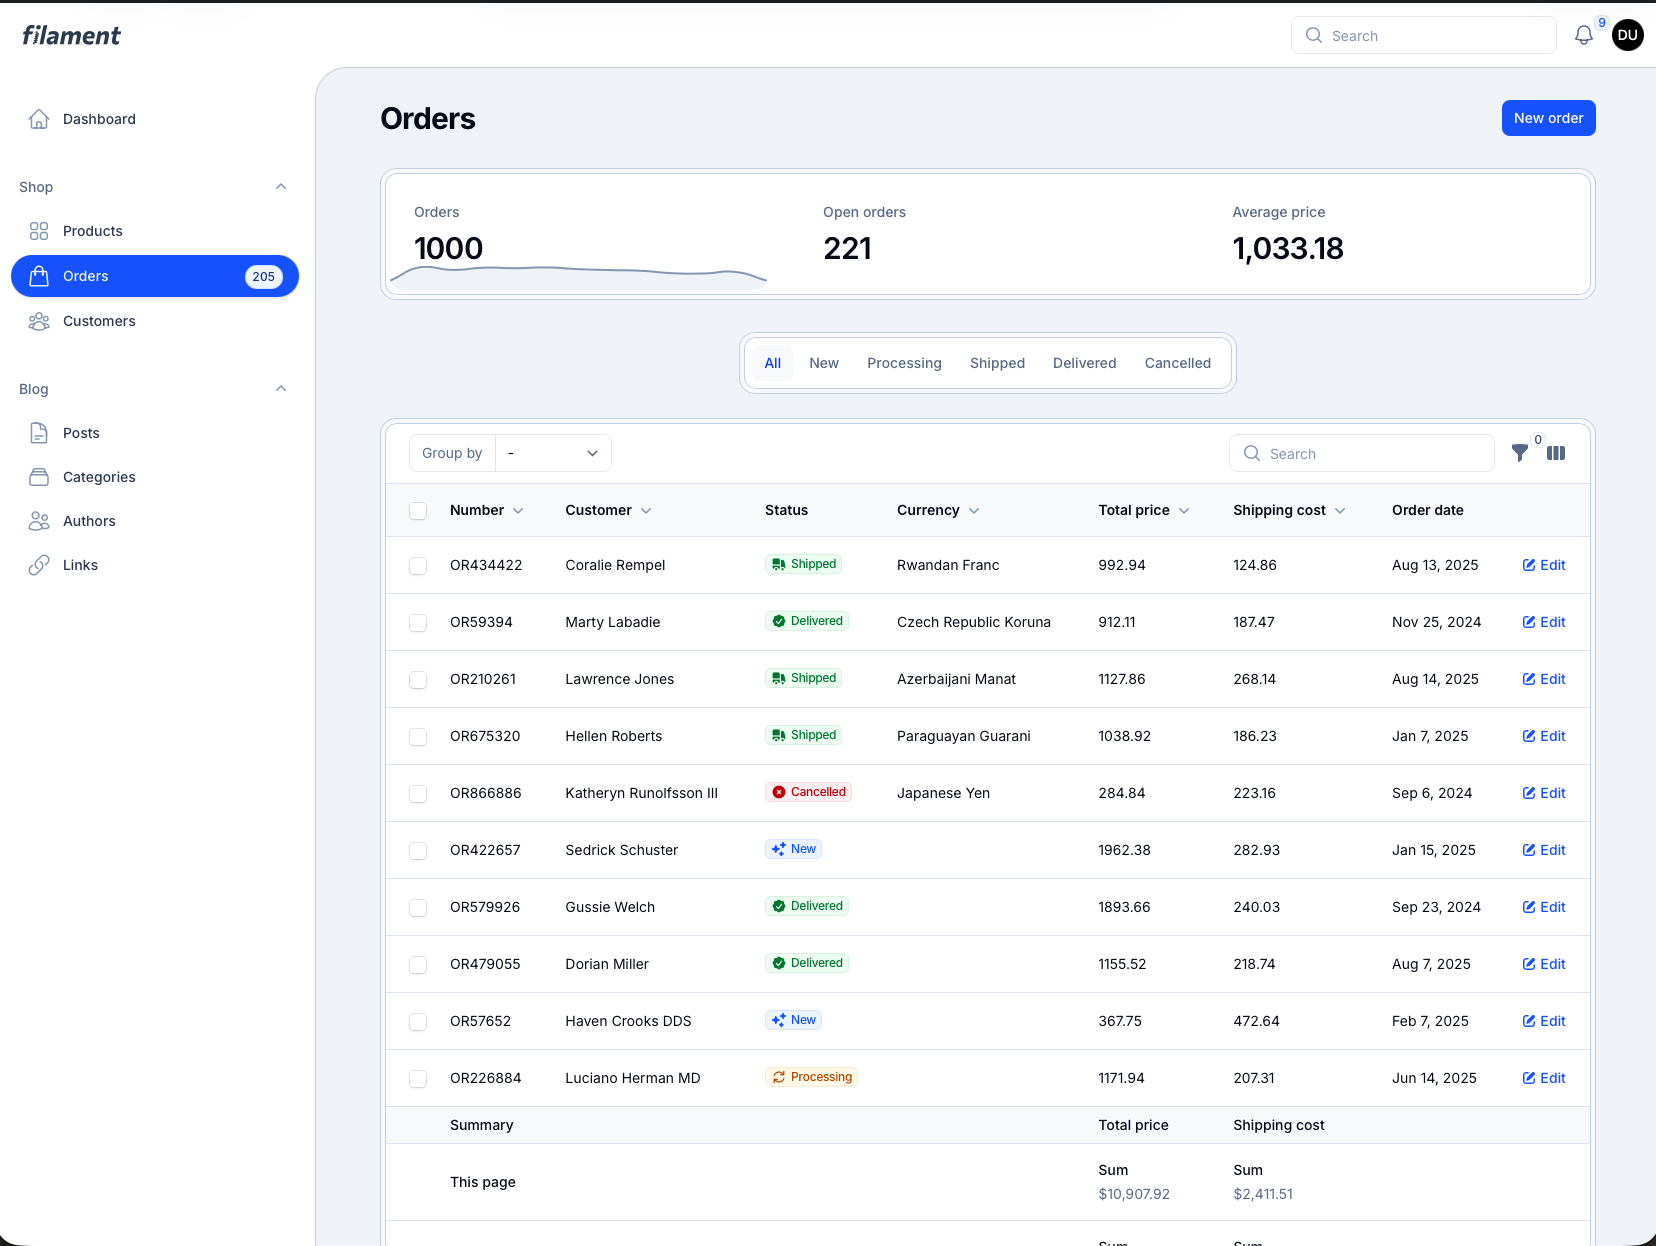 filament
Search
9
DU
Dashboard
Shop
Products
Orders 205
Customers
Blog
Posts
Categories
Authors
Links
Orders
New order
Orders Open orders Average price
1000 221 1,033.18
All New Processing Shipped Delivered Cancelled
Group by -
Search
0
Number Customer Status Currency Total price Shipping cost Order date
OR434422 Coralie Rempel Shipped Rwandan Franc 992.94 124.86 Aug 13, 2025 Edit
OR59394 Marty Labadie Delivered Czech Republic Koruna 912.11 187.47 Nov 25, 2024 Edit
OR210261 Lawrence Jones Shipped Azerbaijani Manat 1127.86 268.14 Aug 14, 2025 Edit
OR675320 Hellen Roberts Shipped Paraguayan Guarani 1038.92 186.23 Jan 7, 2025 Edit
OR866886 Katheryn Runolfsson III Cancelled Japanese Yen 284.84 223.16 Sep 6, 2024 Edit
OR422657 Sedrick Schuster New 1962.38 282.93 Jan 15, 2025 Edit
OR579926 Gussie Welch Delivered 1893.66 240.03 Sep 23, 2024 Edit
OR479055 Dorian Miller Delivered 1155.52 218.74 Aug 7, 2025 Edit
OR57652 Haven Crooks DDS New 367.75 472.64 Feb 7, 2025 Edit
OR226884 Luciano Herman MD Processing 1171.94 207.31 Jun 14, 2025 Edit
Summary Total price Shipping cost
This page
Sum Sum
$10,907.92 $2,411.51